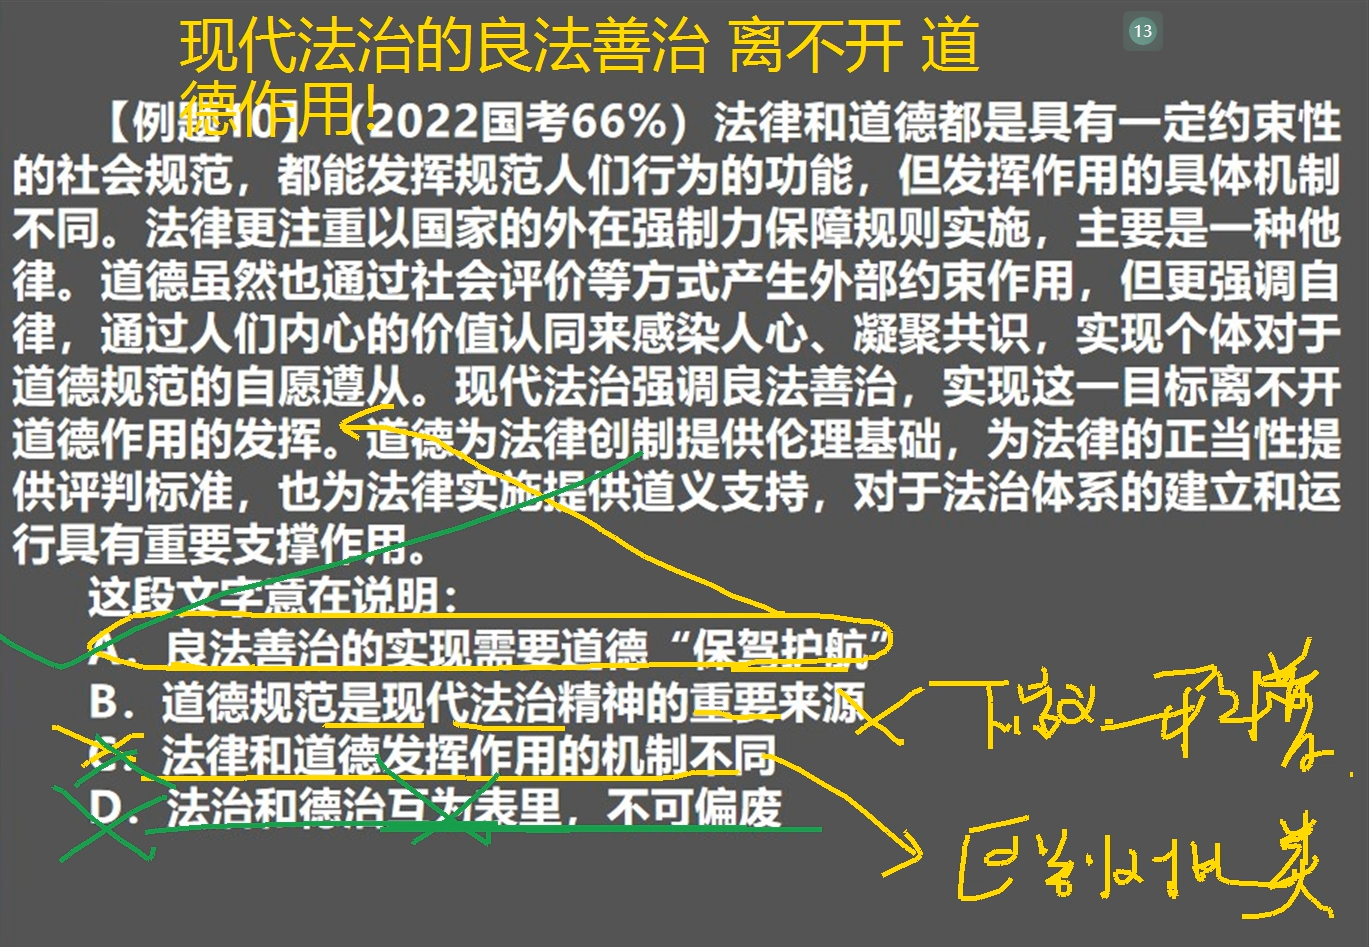 现代法治的良法善治 离不开 道
德作用！
13
【例题10】（2022国考66%）法律和道德都是具有一定约束性
的社会规范，都能发挥规范人们行为的功能，但发挥作用的具体机制
不同。法律更注重以国家的外在强制力保障规则实施，主要是一种他
律。道德虽然也通过社会评价等方式产生外部约束作用，但更强调自
律，通过人们内心的价值认同来感染人心、凝聚共识，实现个体对于
道德规范的自愿遵从。现代法治强调良法善治，实现这一目标离不开
道德作用的发挥。道德为法律创制提供伦理基础，为法律的正当性提
供评判标准，也为法律实施提供道义支持，对于法治体系的建立和运
行具有重要支撑作用。
这段文字意在说明：
A．良法善治的实现需要道德“保驾护航”
B．道德规范是现代法治精神的重要来源
C．法律和道德发挥作用的机制不同
D．法治和德治互为表里，不可偏废